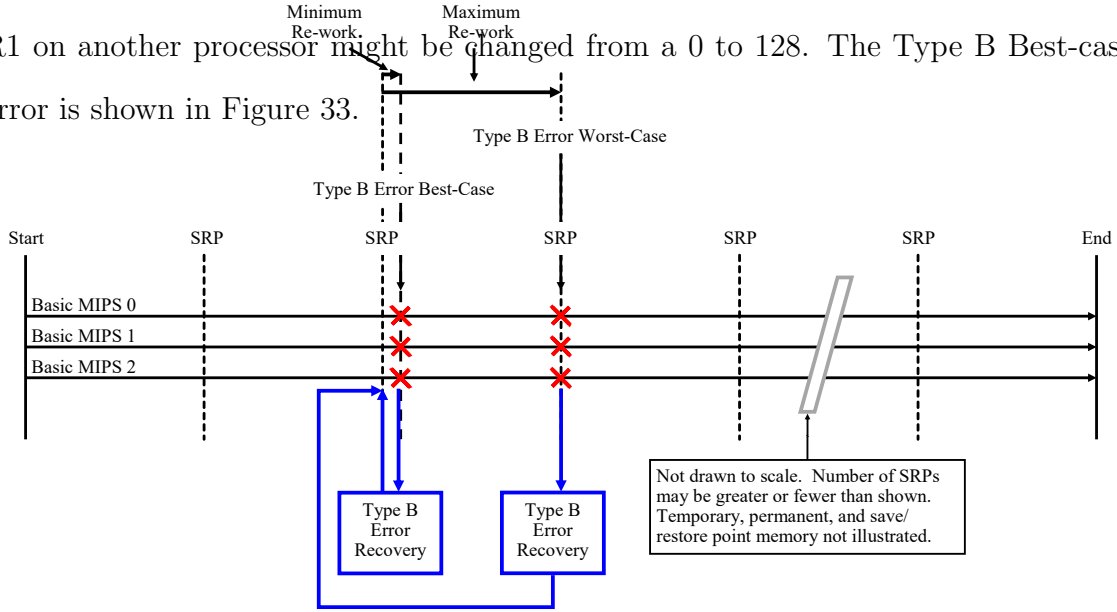 Minimum
Re-work
Maximum
Re-work
R1 on another processor might be changed from a 0 to 128. The Type B Best-cas
rror is shown in Figure 33.
Type B Error Worst-Case
Type B Error Best-Case
Start
SRP
SRP
SRP
SRP
SRP
End
Basic MIPS 0
Basic MIPS 1
Basic MIPS 2
Not drawn to scale. Number of SRPs
may be greater or fewer than shown.
Temporary, permanent, and save/
restore point memory not illustrated.
Type B
Error
Recovery
Type B
Error
Recovery